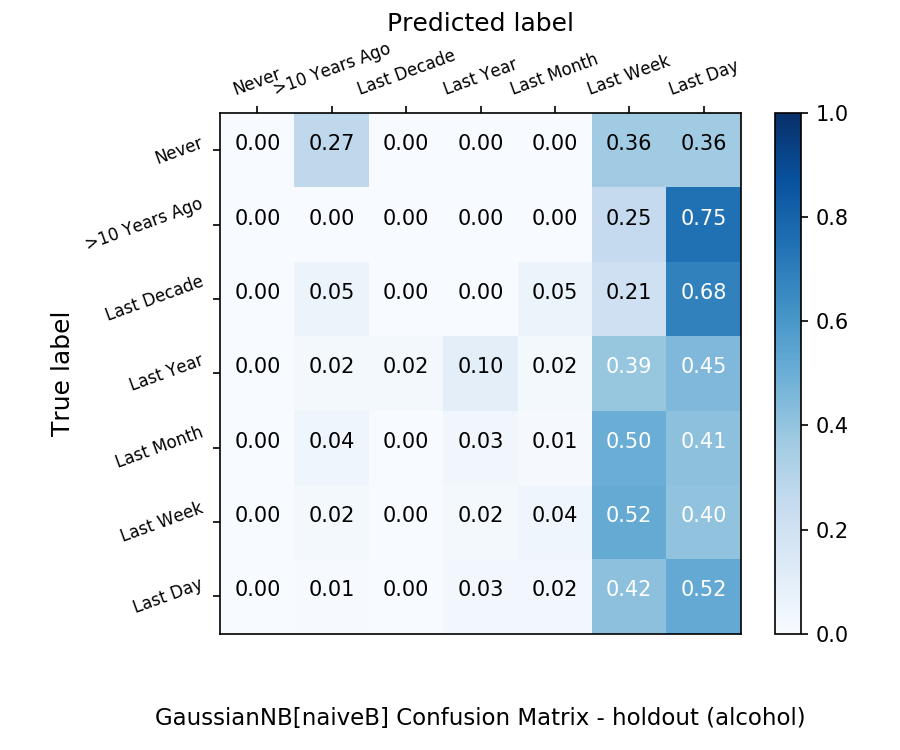 Predicted label
Never >10 Years Ago Last Decade Last Year Last Month Last Week Last Day
True label
Never 0.00 0.27 0.00 0.00 0.00 0.36 0.36
>10 Years Ago 0.00 0.00 0.00 0.00 0.00 0.25 0.75
Last Decade 0.00 0.05 0.00 0.00 0.05 0.21 0.68
Last Year 0.00 0.02 0.02 0.10 0.02 0.39 0.45
Last Month 0.00 0.04 0.00 0.03 0.01 0.50 0.41
Last Week 0.00 0.02 0.00 0.02 0.04 0.52 0.40
Last Day 0.00 0.01 0.00 0.03 0.02 0.42 0.52
1.0
0.8
0.6
0.4
0.2
0.0
GaussianNB[naiveB] Confusion Matrix - holdout (alcohol)